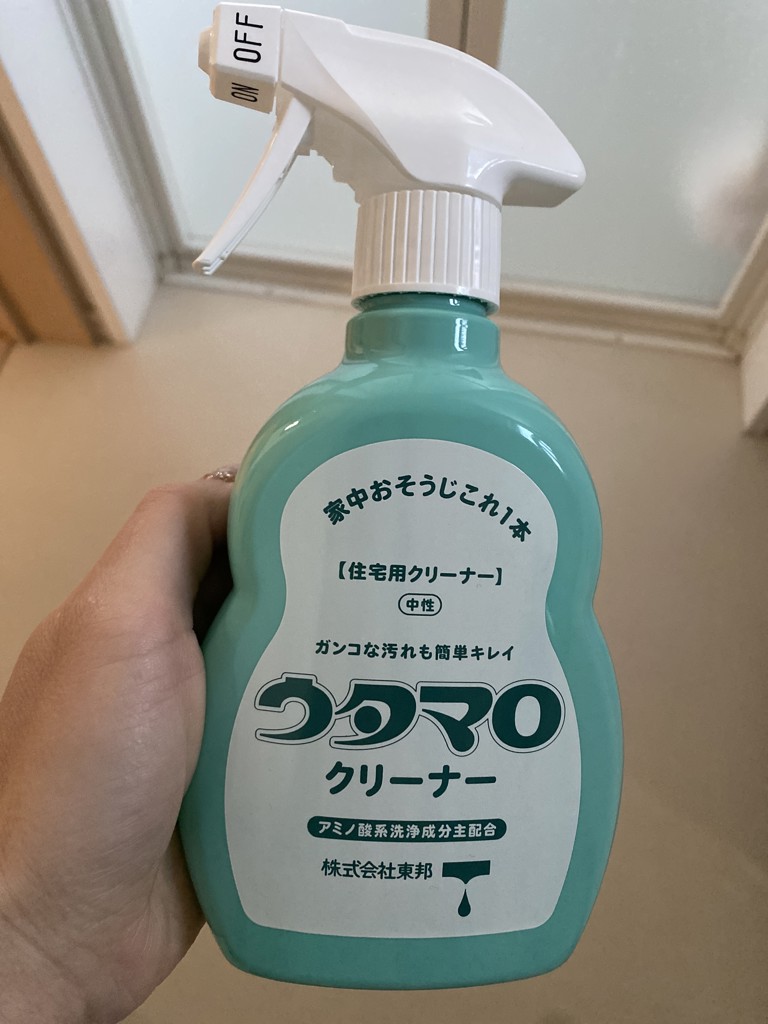 OFF
ON
家中おそうじこれ1本
【住宅用クリーナー】
中性
ガンコな汚れも簡単キレイ
ウタマロ
クリーナー
アミノ酸系洗浄成分主配合
株式会社東邦